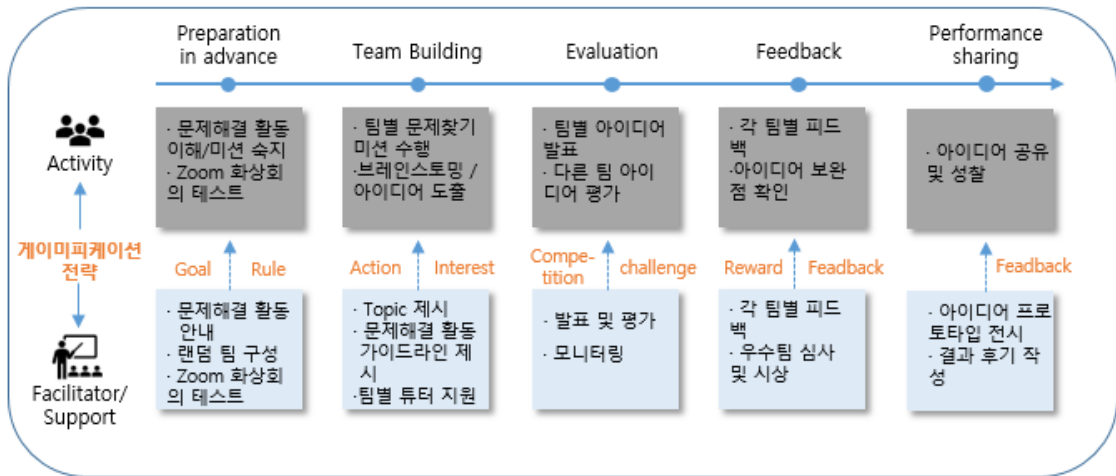 Preparation
in advance
Team Building
Evaluation
Feedback
Performance
sharing
Activity
· 문제해결 활동
이해/미션 숙지
· Zoom 화상회
의 테스트
· 팀별 문제찾기
미션 수행
·브레인스토밍 /
아이디어 도출
· 팀별 아이디어
발표
· 다른 팀 아이
디어 평가
· 각 팀별 피드
백
·아이디어 보완
점 확인
· 아이디어 공유
및 성찰
게이미피케이션
전략
Goal Rule
Action Interest
Compe-
tition challenge
Reward Feadback
Feadback
Facilitator/
Support
· 문제해결 활동
안내
· 랜덤 팀 구성
· Zoom 화상회
의 테스트
· Topic 제시
· 문제해결 활동
가이드라인 제
시
·팀별 튜터 지원
· 발표 및 평가
· 모니터링
· 각 팀별 피드
백
· 우수팀 심사
및 시상
· 아이디어 프로
토타입 전시
· 결과 후기 작
성